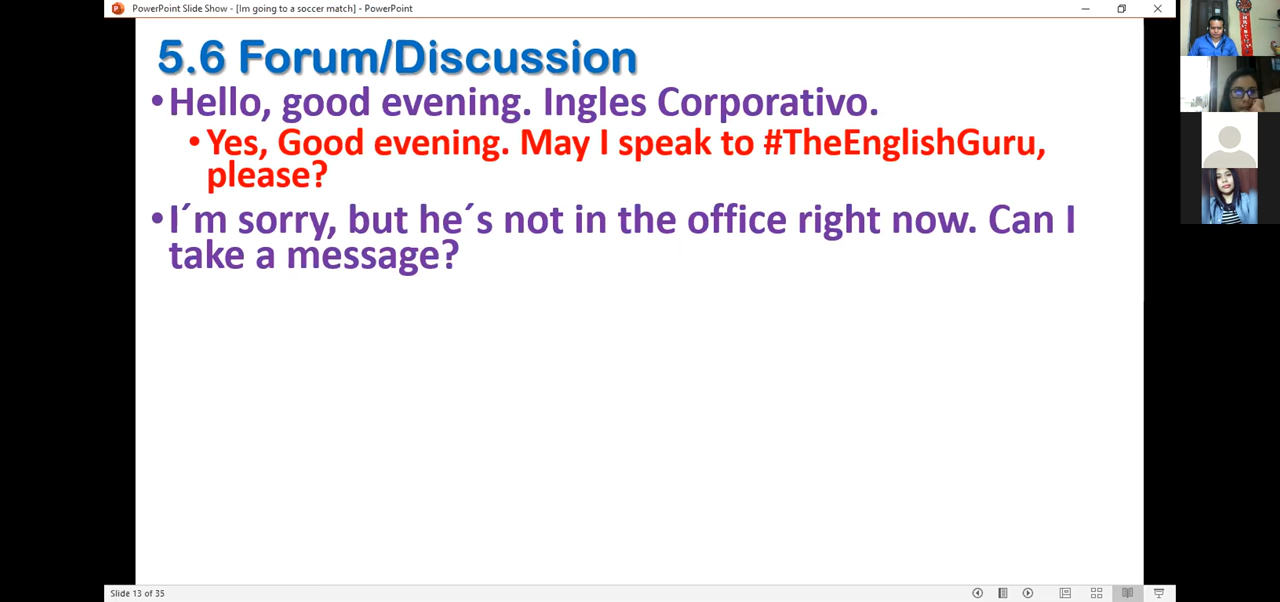 PowerPoint Slide Show - [Im going to a soccer match] - PowerPoint
5.6 Forum/Discussion
•Hello, good evening. Ingles Corporativo.
•Yes, Good evening. May I speak to #TheEnglishGuru,
please?
•I´m sorry, but he´s not in the office right now. Can I
take a message?
Slide 13 of 35